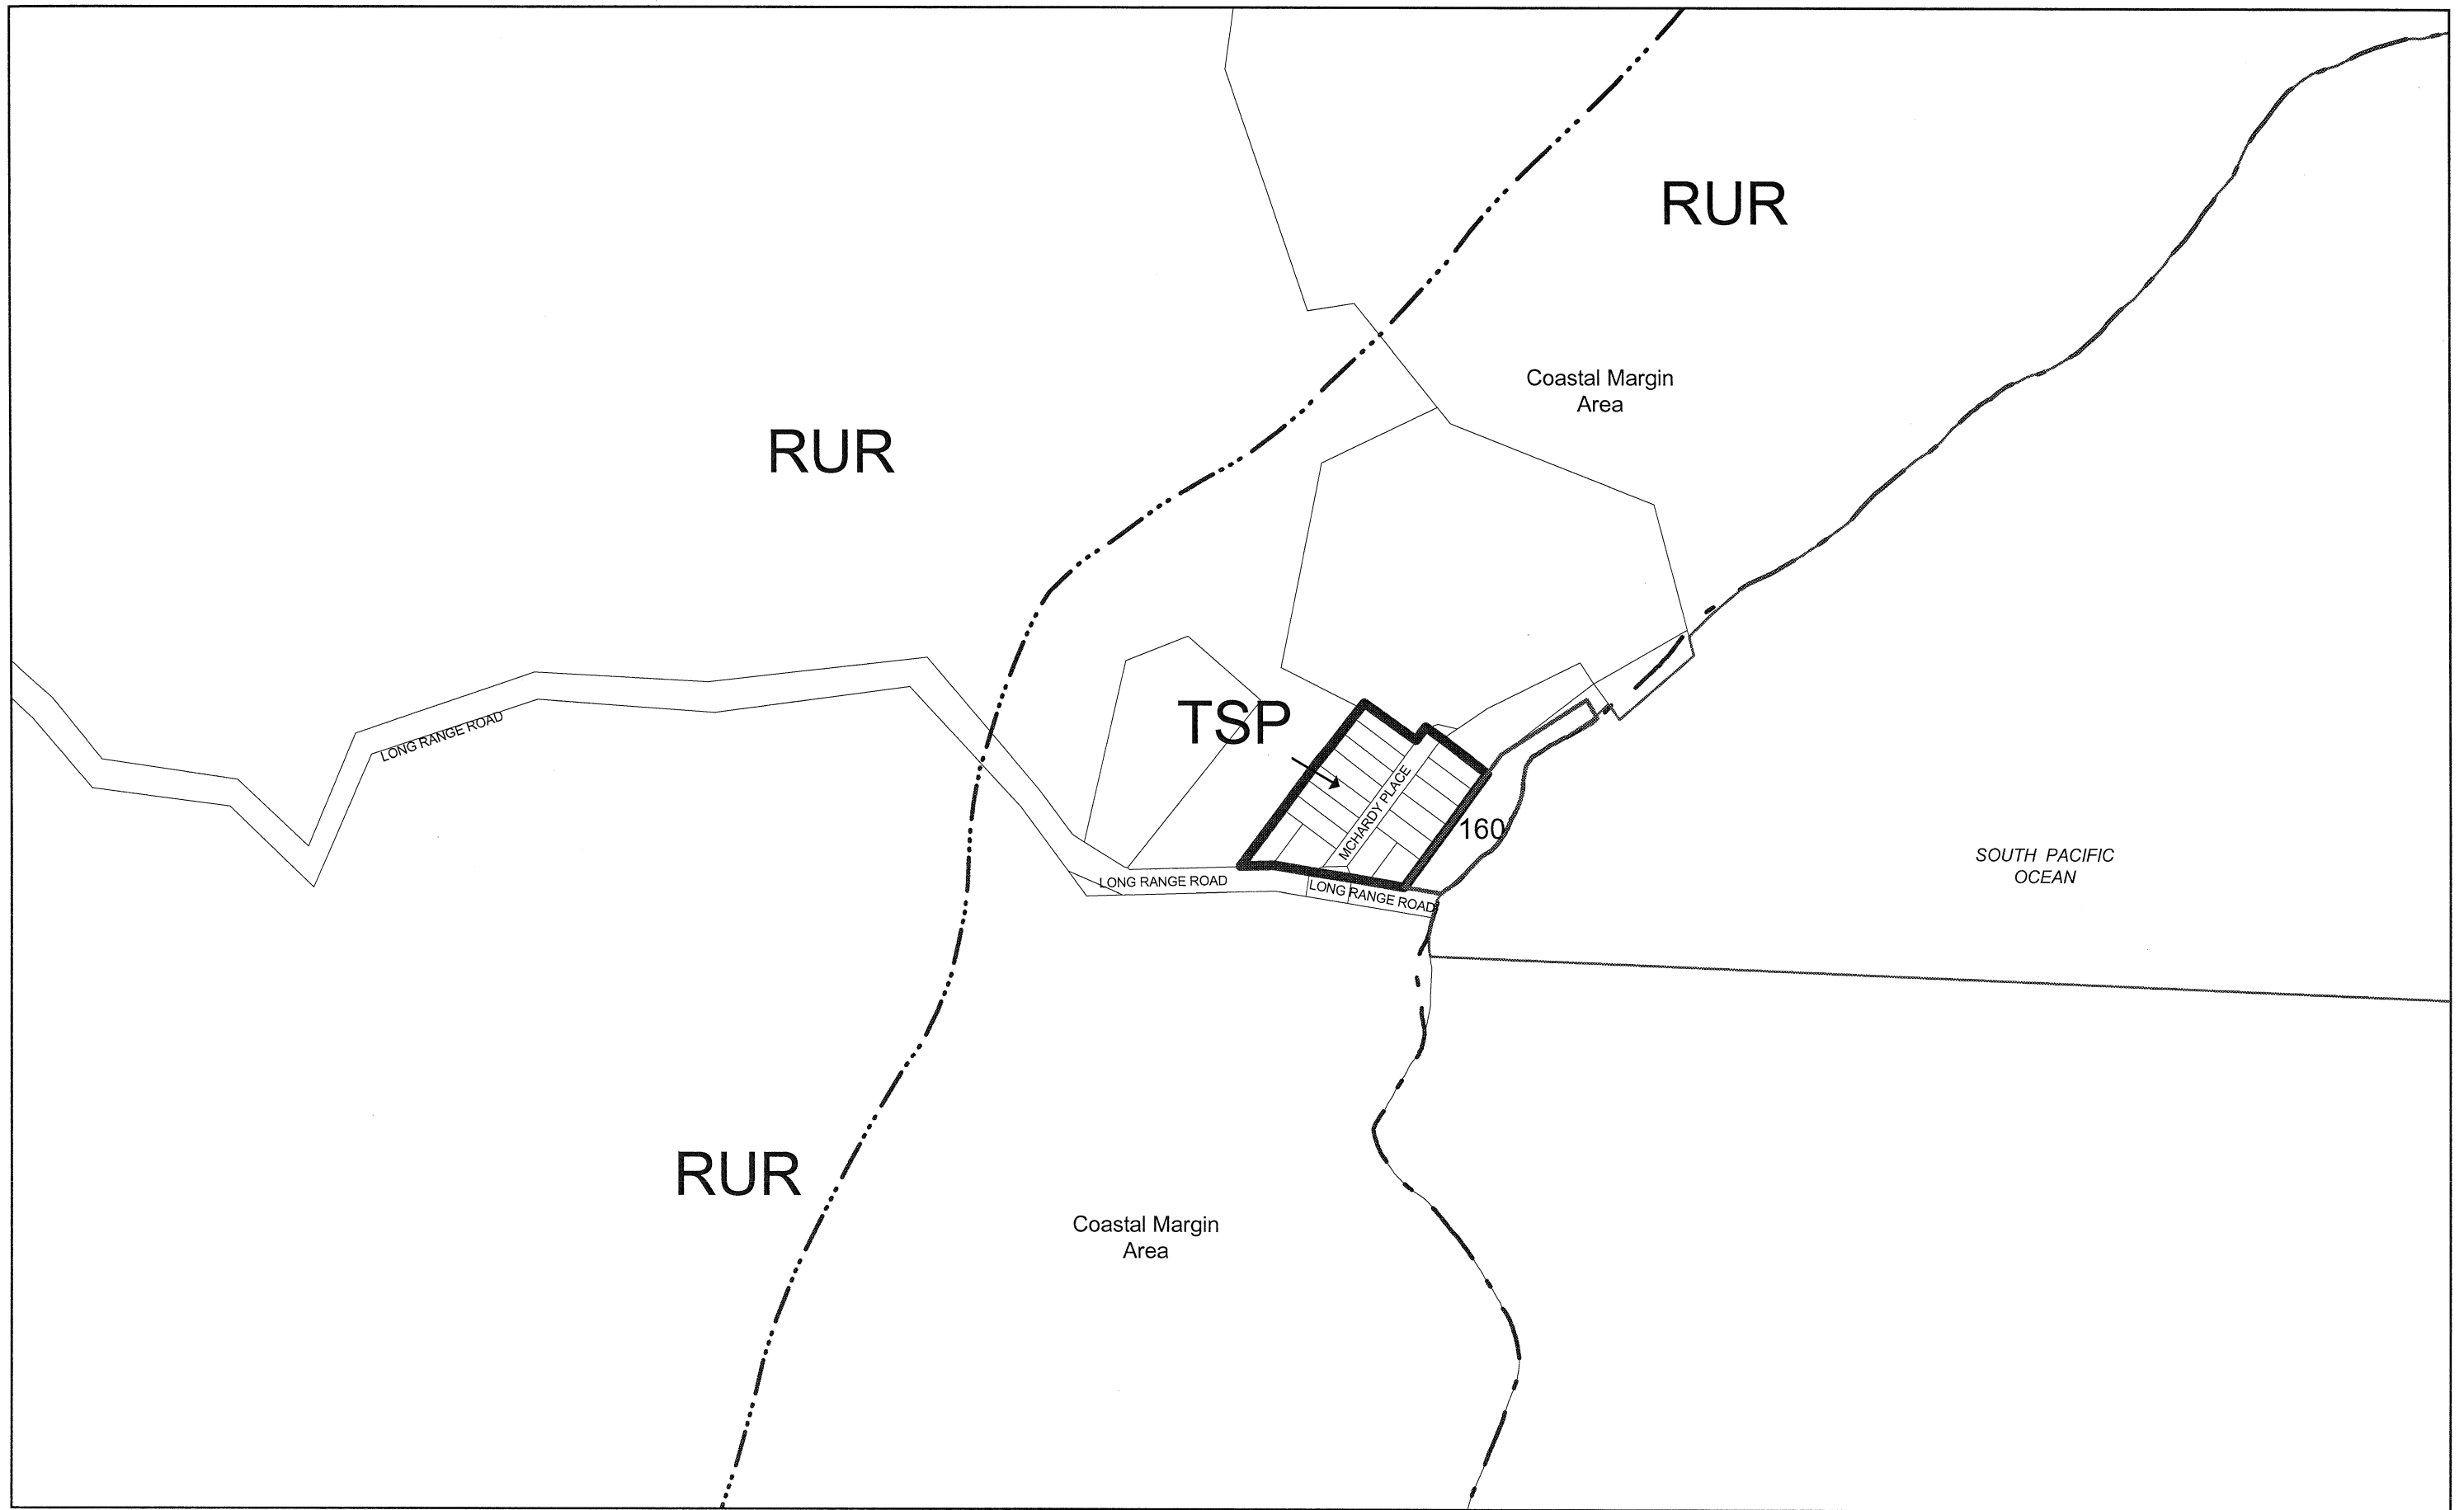 RUR
Coastal Margin
Area
RUR
TSP
LONG RANGE ROAD
MCHARDY PLACE
160
SOUTH PACIFIC
OCEAN
LONG RANGE ROAD
LONG RANGE ROAD
RUR
Coastal Margin
Area